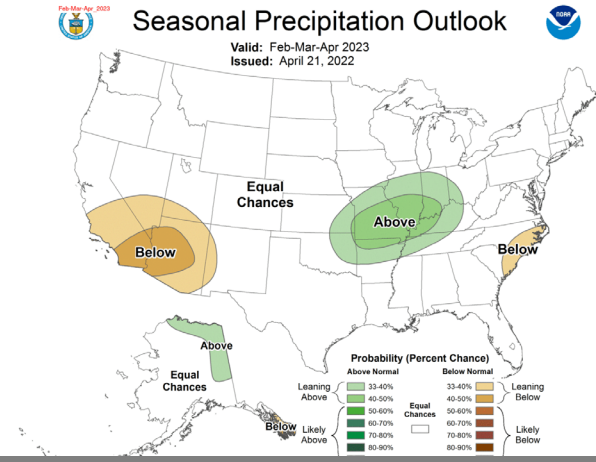 Feb-Mar-Apr_2023
Seasonal Precipitation Outlook
NOAA
Valid: Feb-Mar-Apr 2023
Issued: April 21, 2022
Equal
Chances
Above
Below
Below
Above
Equal
Chances
Below
Probability (Percent Chance)
Above Normal
Below Normal
Leaning
Above
33-40%
40-50%
Likely
Above
50-60%
60-70%
70-80%
80-90%
Equal
Chances
33-40%
40-50%
Leaning
Below
50-60%
60-70%
70-80%
80-90%
Likely
Below